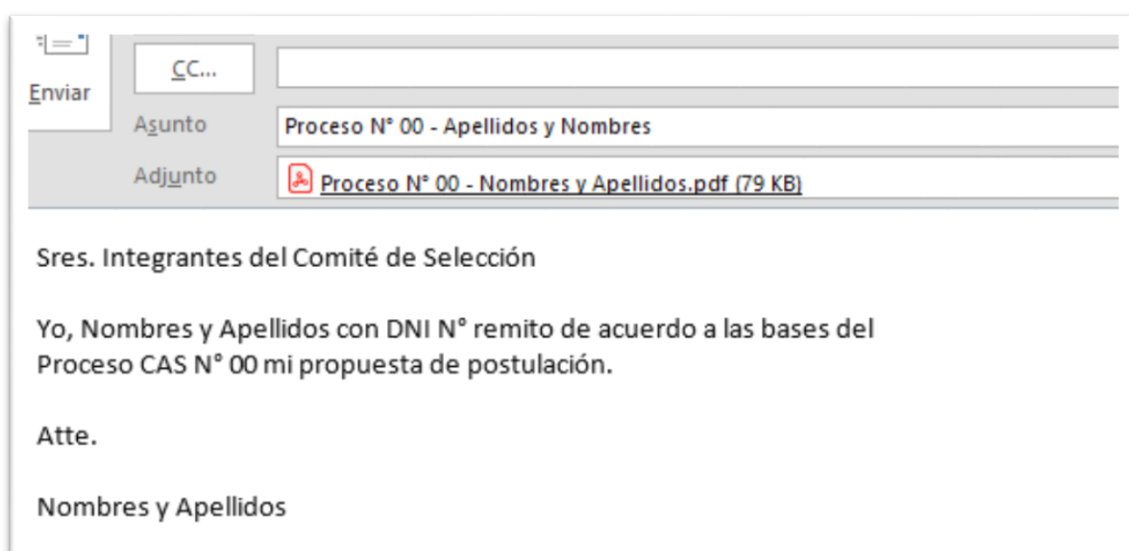 CC...
Enviar
Asunto
Proceso N° 00 - Apellidos y Nombres
Adjunto
Proceso N° 00 - Nombres y Apellidos.pdf (79 KB)
Sres. Integrantes del Comité de Selección
Yo, Nombres y Apellidos con DNI N° remito de acuerdo a las bases del
Proceso CAS N° 00 mi propuesta de postulación.
Atte.
Nombres y Apellidos